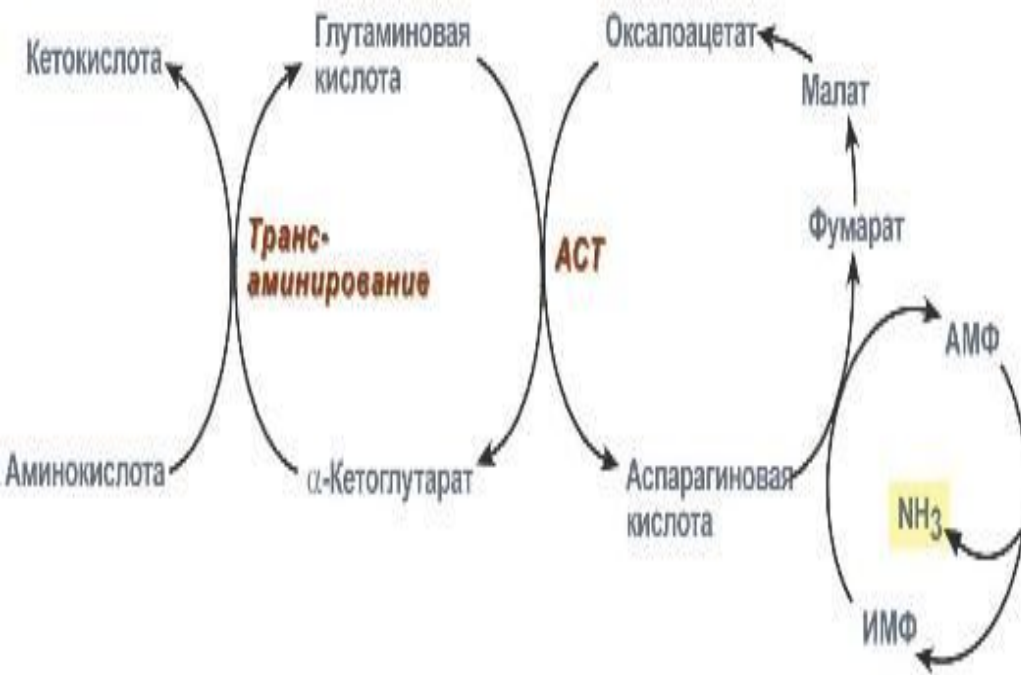 Кетокислота
Глутаминовая
кислота
Оксалоацетат
Малат
Транс-
аминирование
АСТ
Фумарат
АМФ
Аминокислота
α-Кетоглутарат
Аспарагиновая
кислота
NH3
ИМФ